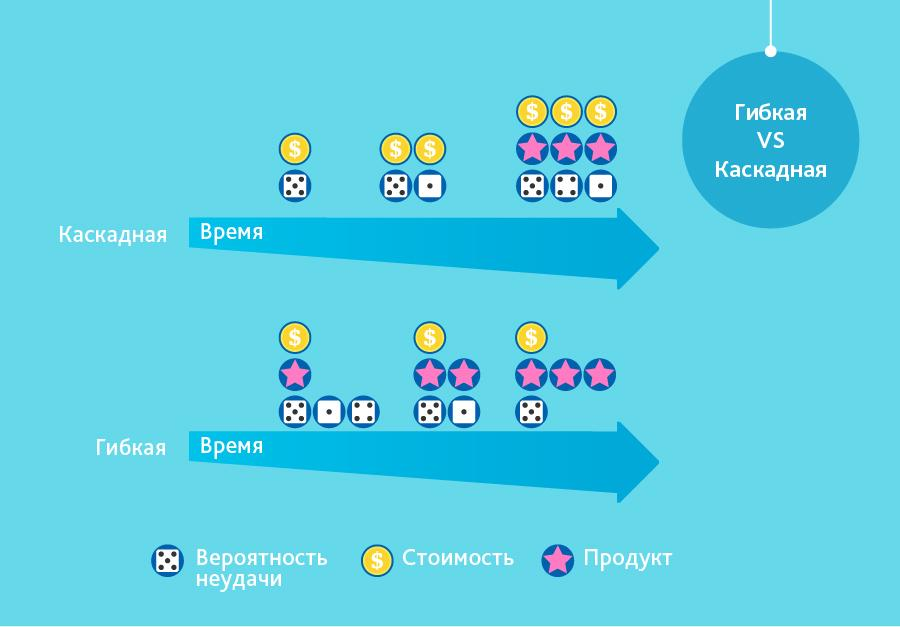 Гибкая
VS
Каскадная
Каскадная
Время
Гибкая
Время
Вероятность
неудачи
Стоимость
Продукт